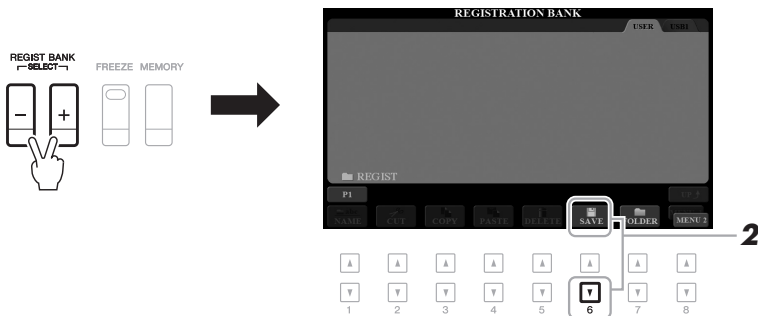 REGIST BANK
SELECT
FREEZE MEMORY
- +
REGISTRATION BANK
USER USB1
REGIST
P1 UP
NAME CUT COPY PASTE DELETE SAVE FOLDER MENU 2
2
1 2 3 4 5 6 7 8